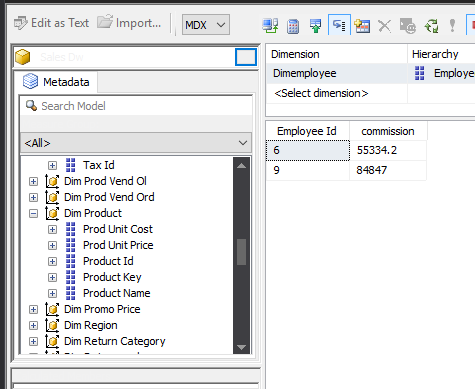 Edit as Text Import... MDX
Sales Dw
Metadata
Search Model
<All>
Tax Id
Dim Prod Vend Ol
Dim Prod Vend Ord
Dim Product
Prod Unit Cost
Prod Unit Price
Product Id
Product Key
Product Name
Dim Promo Price
Dim Region
Dim Return Category
Dimension Hierarchy
Dimemployee Employe
<Select dimension>
Employee Id commission
6 55334.2
9 84847